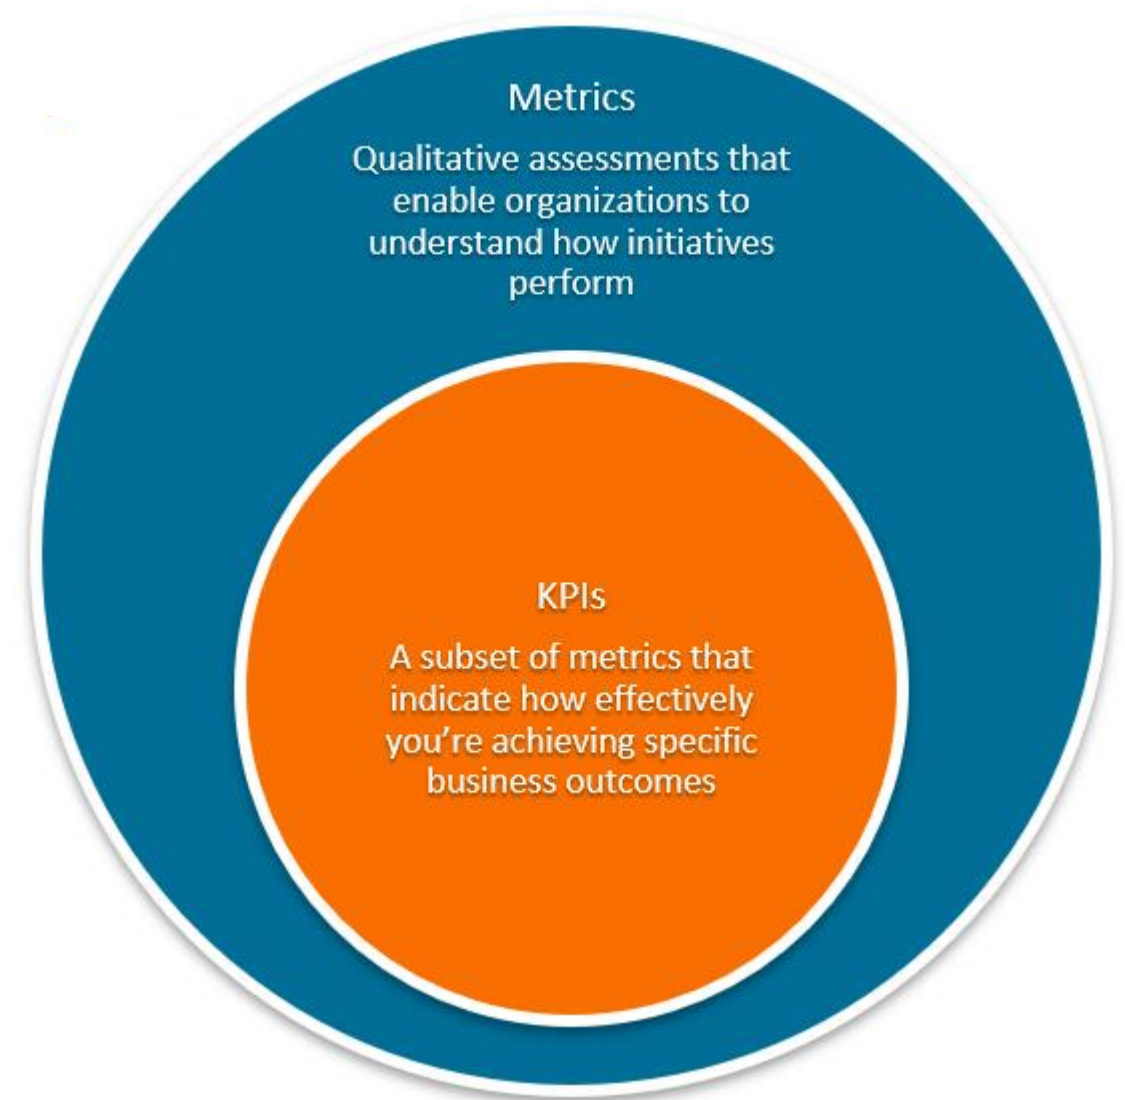 Metrics
Qualitative assessments that
enable organizations to
understand how initiatives
perform
KPIs
A subset of metrics that
indicate how effectively
you’re achieving specific
business outcomes